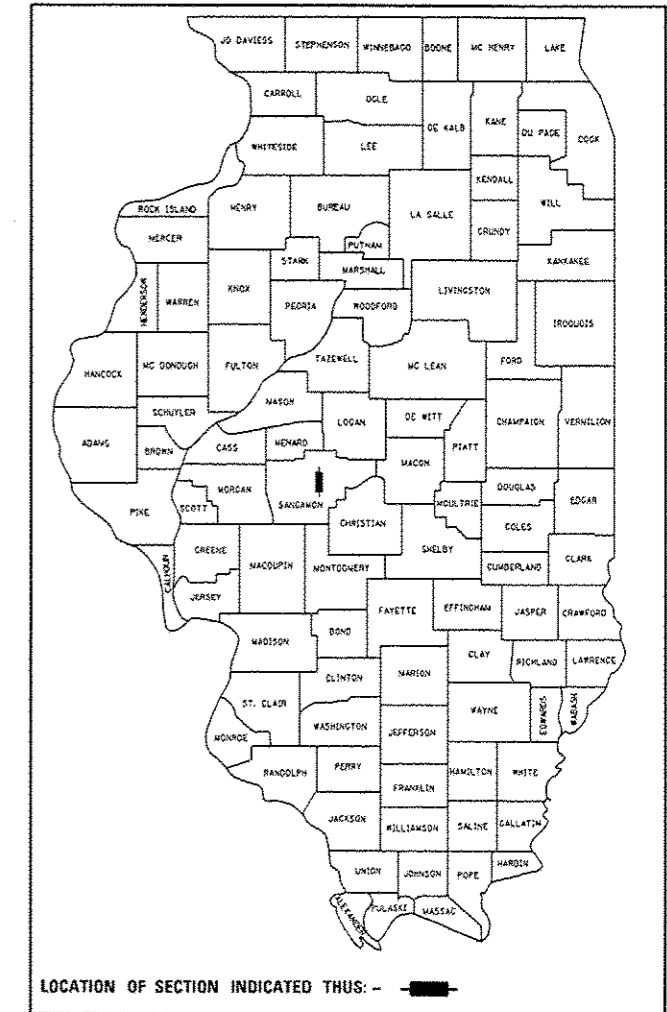 JO DAVIESS
STEPHENSON
WINNEBAGO
BOONE
MC HENRY
LAKE
CARROLL
OGLE
DE KALB
KANE
DU PAGE
COOK
WHITESIDE
LEE
KENDALL
WILL
ROCK ISLAND
HENRY
BUREAU
LA SALLE
GRUNDY
MERCER
PUTNAM
STARK
MARSHALL
KANKAKEE
HENDERSON
WARREN
KNOX
PEORIA
WOODFORD
LIVINGSTON
IROQUOIS
HANCOCK
MC DONOUGH
FULTON
TAZEWELL
MC LEAN
FORD
SCHUYLER
MASON
LOGAN
DE WITT
CHAMPAIGN
VERMILION
ADAMS
BROWN
CASS
MENARD
MACON
PIATT
PIKE
SCOTT
MORGAN
SANGAMON
CHRISTIAN
MOULTRIE
DOUGLAS
COLES
EDGAR
CALHOUN
GREENE
JERSEY
MACOUPIN
MONTGOMERY
SHELBY
CUMBERLAND
CLARK
MADISON
BOND
FAYETTE
EFFINGHAM
JASPER
CRAWFORD
CLINTON
MARION
CLAY
RICHLAND
LAWRENCE
ST. CLAIR
MONROE
WASHINGTON
JEFFERSON
WAYNE
EDWARDS
WABASH
RANDOLPH
PERRY
FRANKLIN
HAMILTON
WHITE
JACKSON
WILLIAMSON
SALINE
GALLATIN
UNION
JOHNSON
POPE
HARDIN
ALEXANDER
PULASKI
MASSAC
LOCATION OF SECTION INDICATED THUS: -